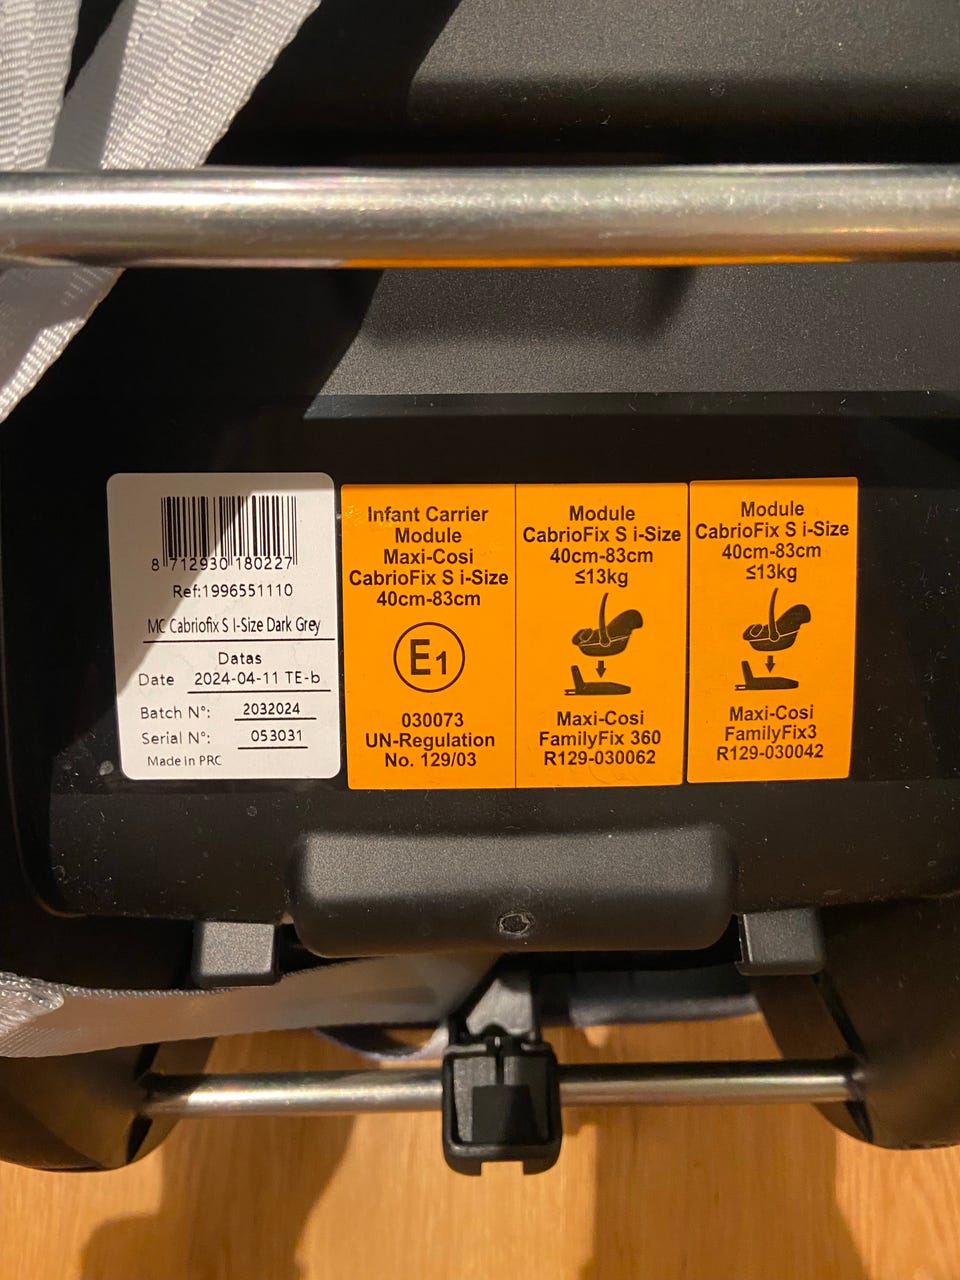 8 712930 180227
Ref:1996551110
MC Cabriofix S I-Size Dark Grey
Datas
Date 2024-04-11 TE-b
Batch N°: 2032024
Serial N°: 053031
Made in PRC
Infant Carrier
Module
Maxi-Cosi
CabrioFix S i-Size
40cm-83cm
E1
030073
UN-Regulation
No. 129/03
Module
CabrioFix S i-Size
40cm-83cm
≤13kg
Maxi-Cosi
FamilyFix 360
R129-030062
Module
CabrioFix S i-Size
40cm-83cm
≤13kg
Maxi-Cosi
FamilyFix3
R129-030042